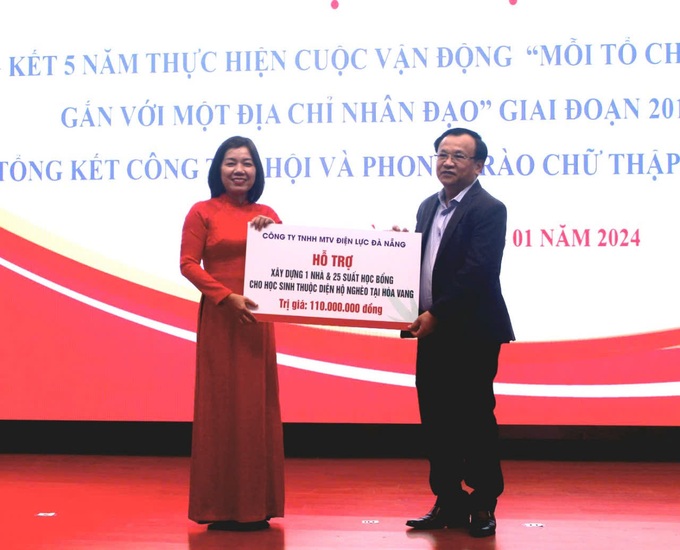 KẾT 5 NĂM THỰC HIỆN CUỘC VẬN ĐỘNG “MỖI TỔ CH
GẮN VỚI MỘT ĐỊA CHỈ NHÂN ĐẠO” GIAI ĐOẠN 201
TỔNG KẾT CÔNG T HỘI VÀ PHONG TRÀO CHỮ THẬP
01 NĂM 2024
CÔNG TY TNHH MTV ĐIỆN LỰC ĐÀ NẴNG
HỖ TRỢ
XÂY DỰNG 1 NHÀ & 25 SUẤT HỌC BỔNG
CHO HỌC SINH THUỘC DIỆN HỘ NGHÈO TẠI HÒA VANG
Trị giá: 110.000.000 đồng